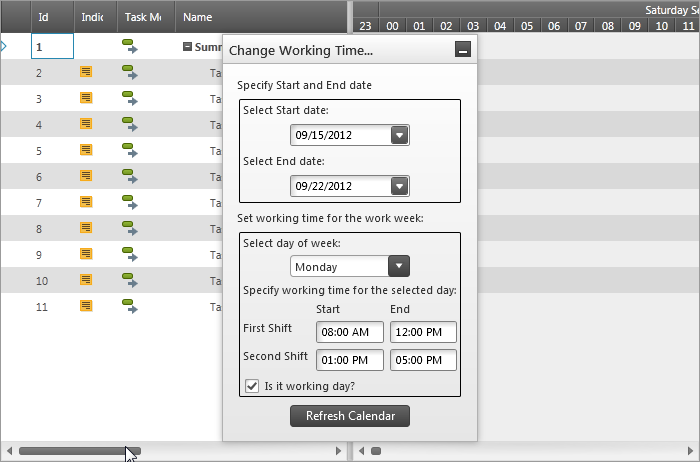 Id Indic Task Mo Name Saturday Se
23 00 01 02 03 04 05 06 07 08 09 10 11
1 Summ
2 Ta
3 Ta
4 Ta
5 Ta
6 Ta
7 Ta
8 Ta
9 Ta
10 Ta
11 Ta
Change Working Time...
Specify Start and End date
Select Start date:
09/15/2012
Select End date:
09/22/2012
Set working time for the work week:
Select day of week:
Monday
Specify working time for the selected day:
Start End
First Shift 08:00 AM 12:00 PM
Second Shift 01:00 PM 05:00 PM
Is it working day?
Refresh Calendar